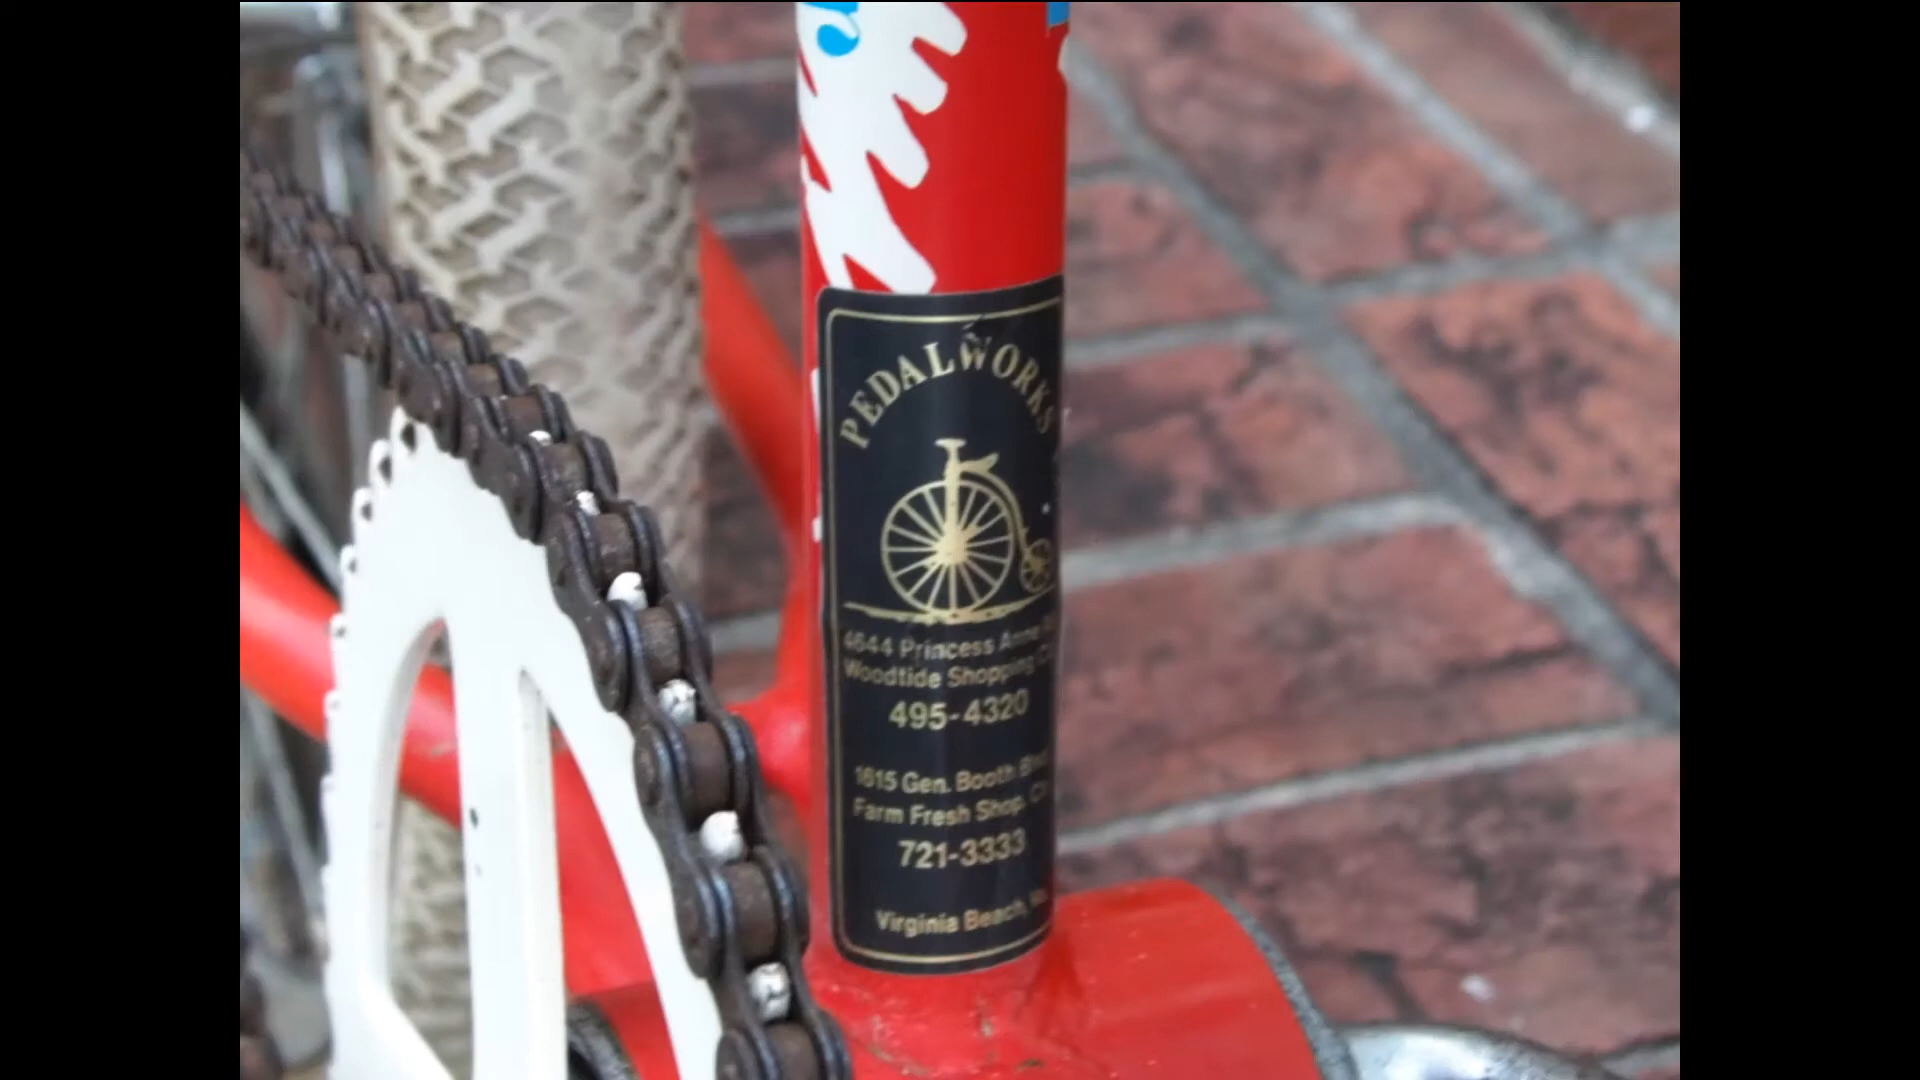 PEDALWORKS
4644 Princess Anne
Woodtide Shopping
495-4320
1615 Gen. Booth
Farm Fresh Shop.
721-3333
Virginia Beach,